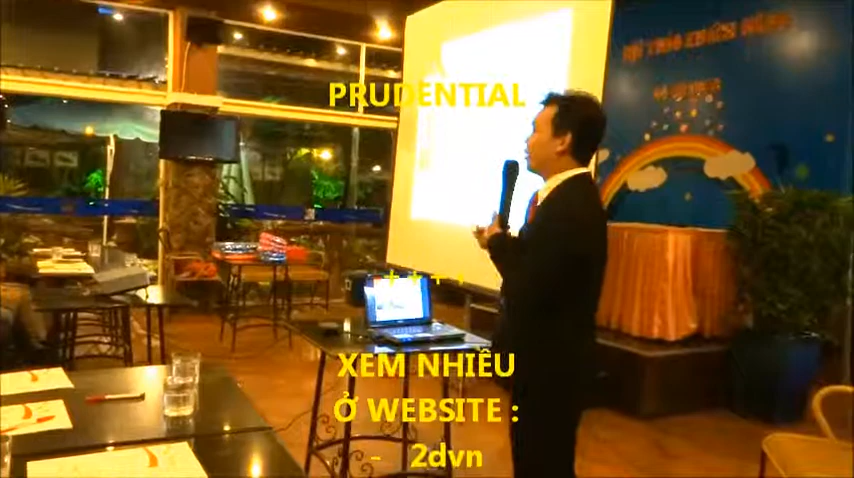 PRUDENTIAL
++++
XEM NHIỀU
Ở WEBSITE :
- 2dvn